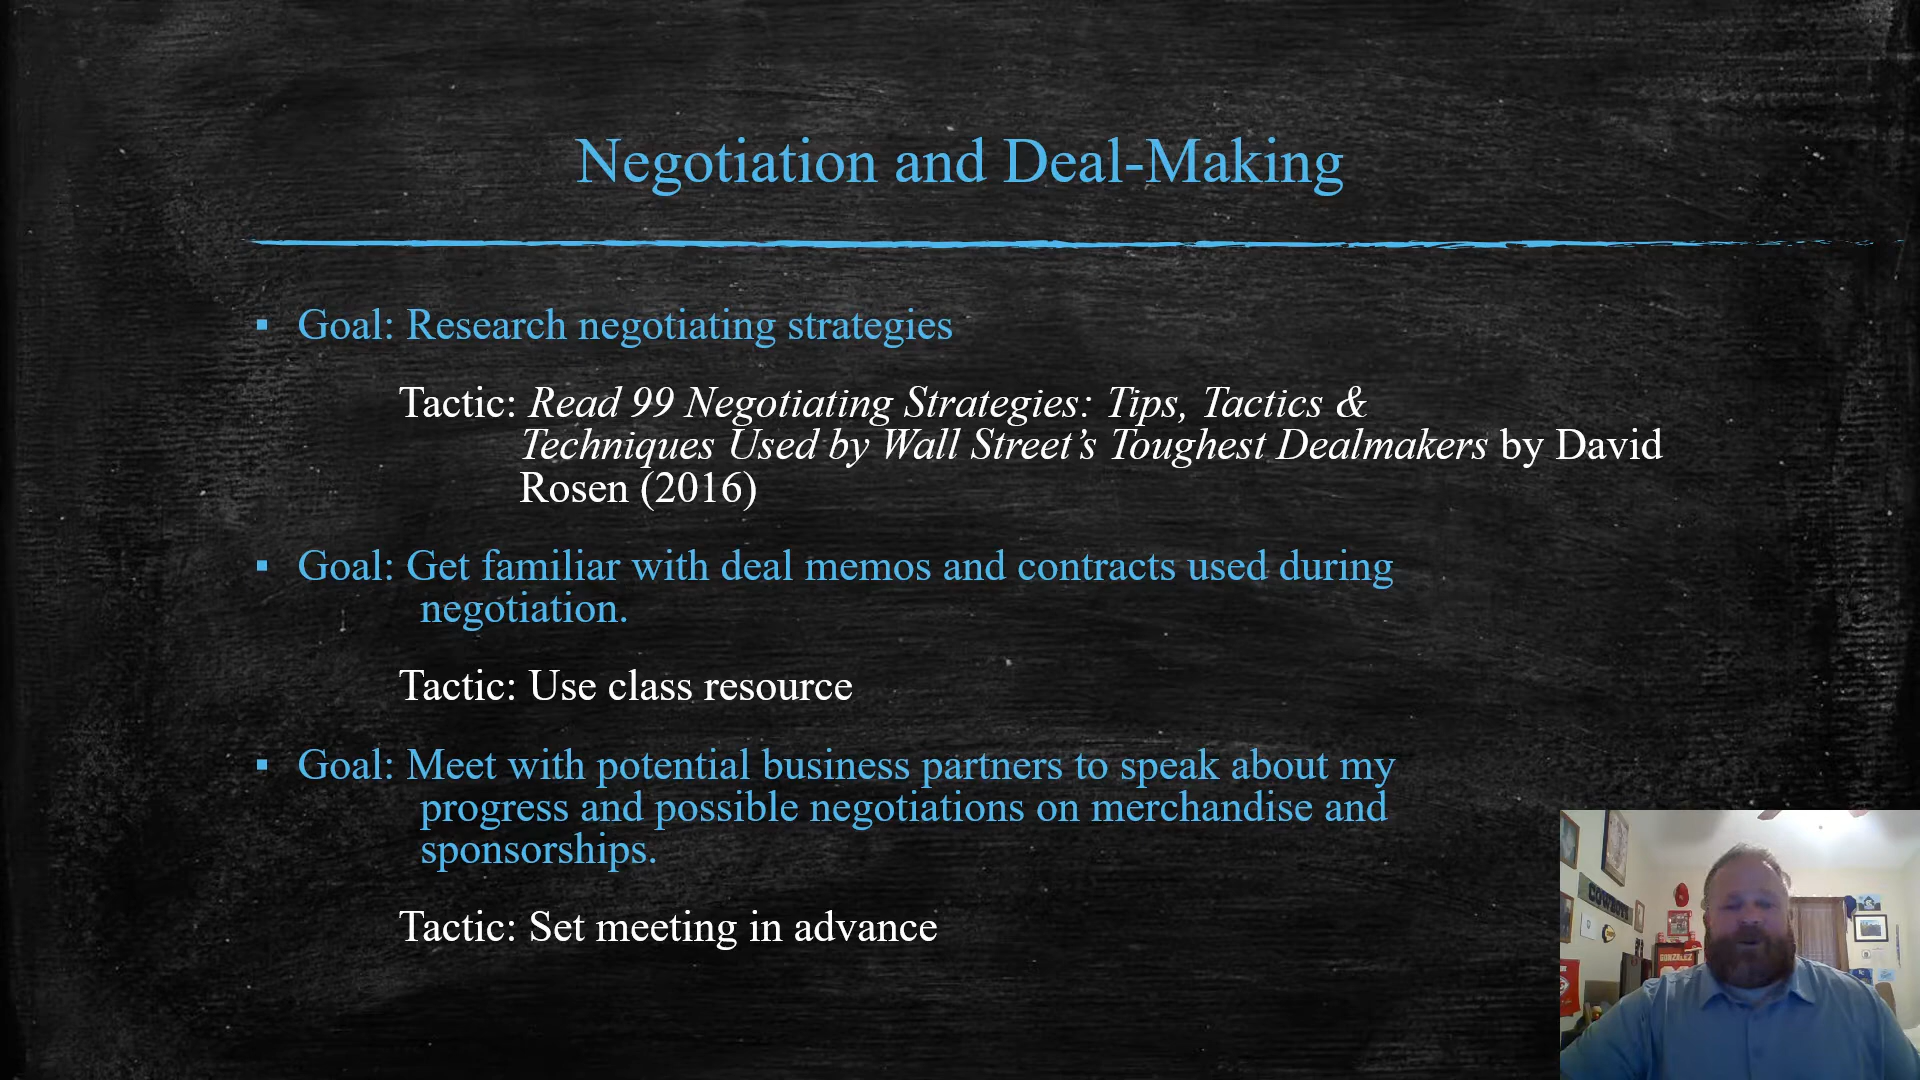 Negotiation and Deal-Making
▪ Goal: Research negotiating strategies
Tactic: Read 99 Negotiating Strategies: Tips, Tactics &
Techniques Used by Wall Street’s Toughest Dealmakers by David
Rosen (2016)
▪ Goal: Get familiar with deal memos and contracts used during
negotiation.
Tactic: Use class resource
▪ Goal: Meet with potential business partners to speak about my
progress and possible negotiations on merchandise and
sponsorships.
Tactic: Set meeting in advance
COWBOYS
GONZALEZ